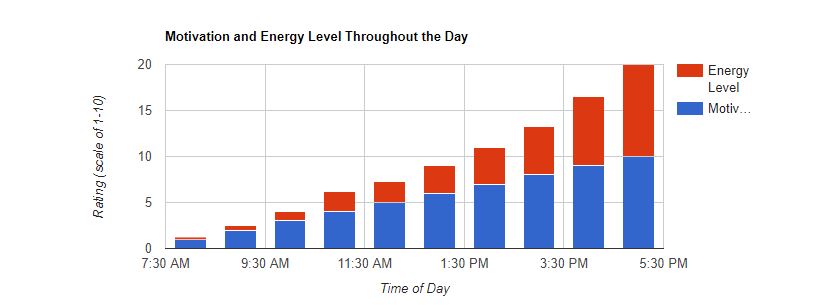 Motivation and Energy Level Throughout the Day
Rating (scale of 1-10)
20
15
10
5
0
7:30 AM
9:30 AM
11:30 AM
1:30 PM
3:30 PM
5:30 PM
Time of Day
Energy
Level
Motiv...